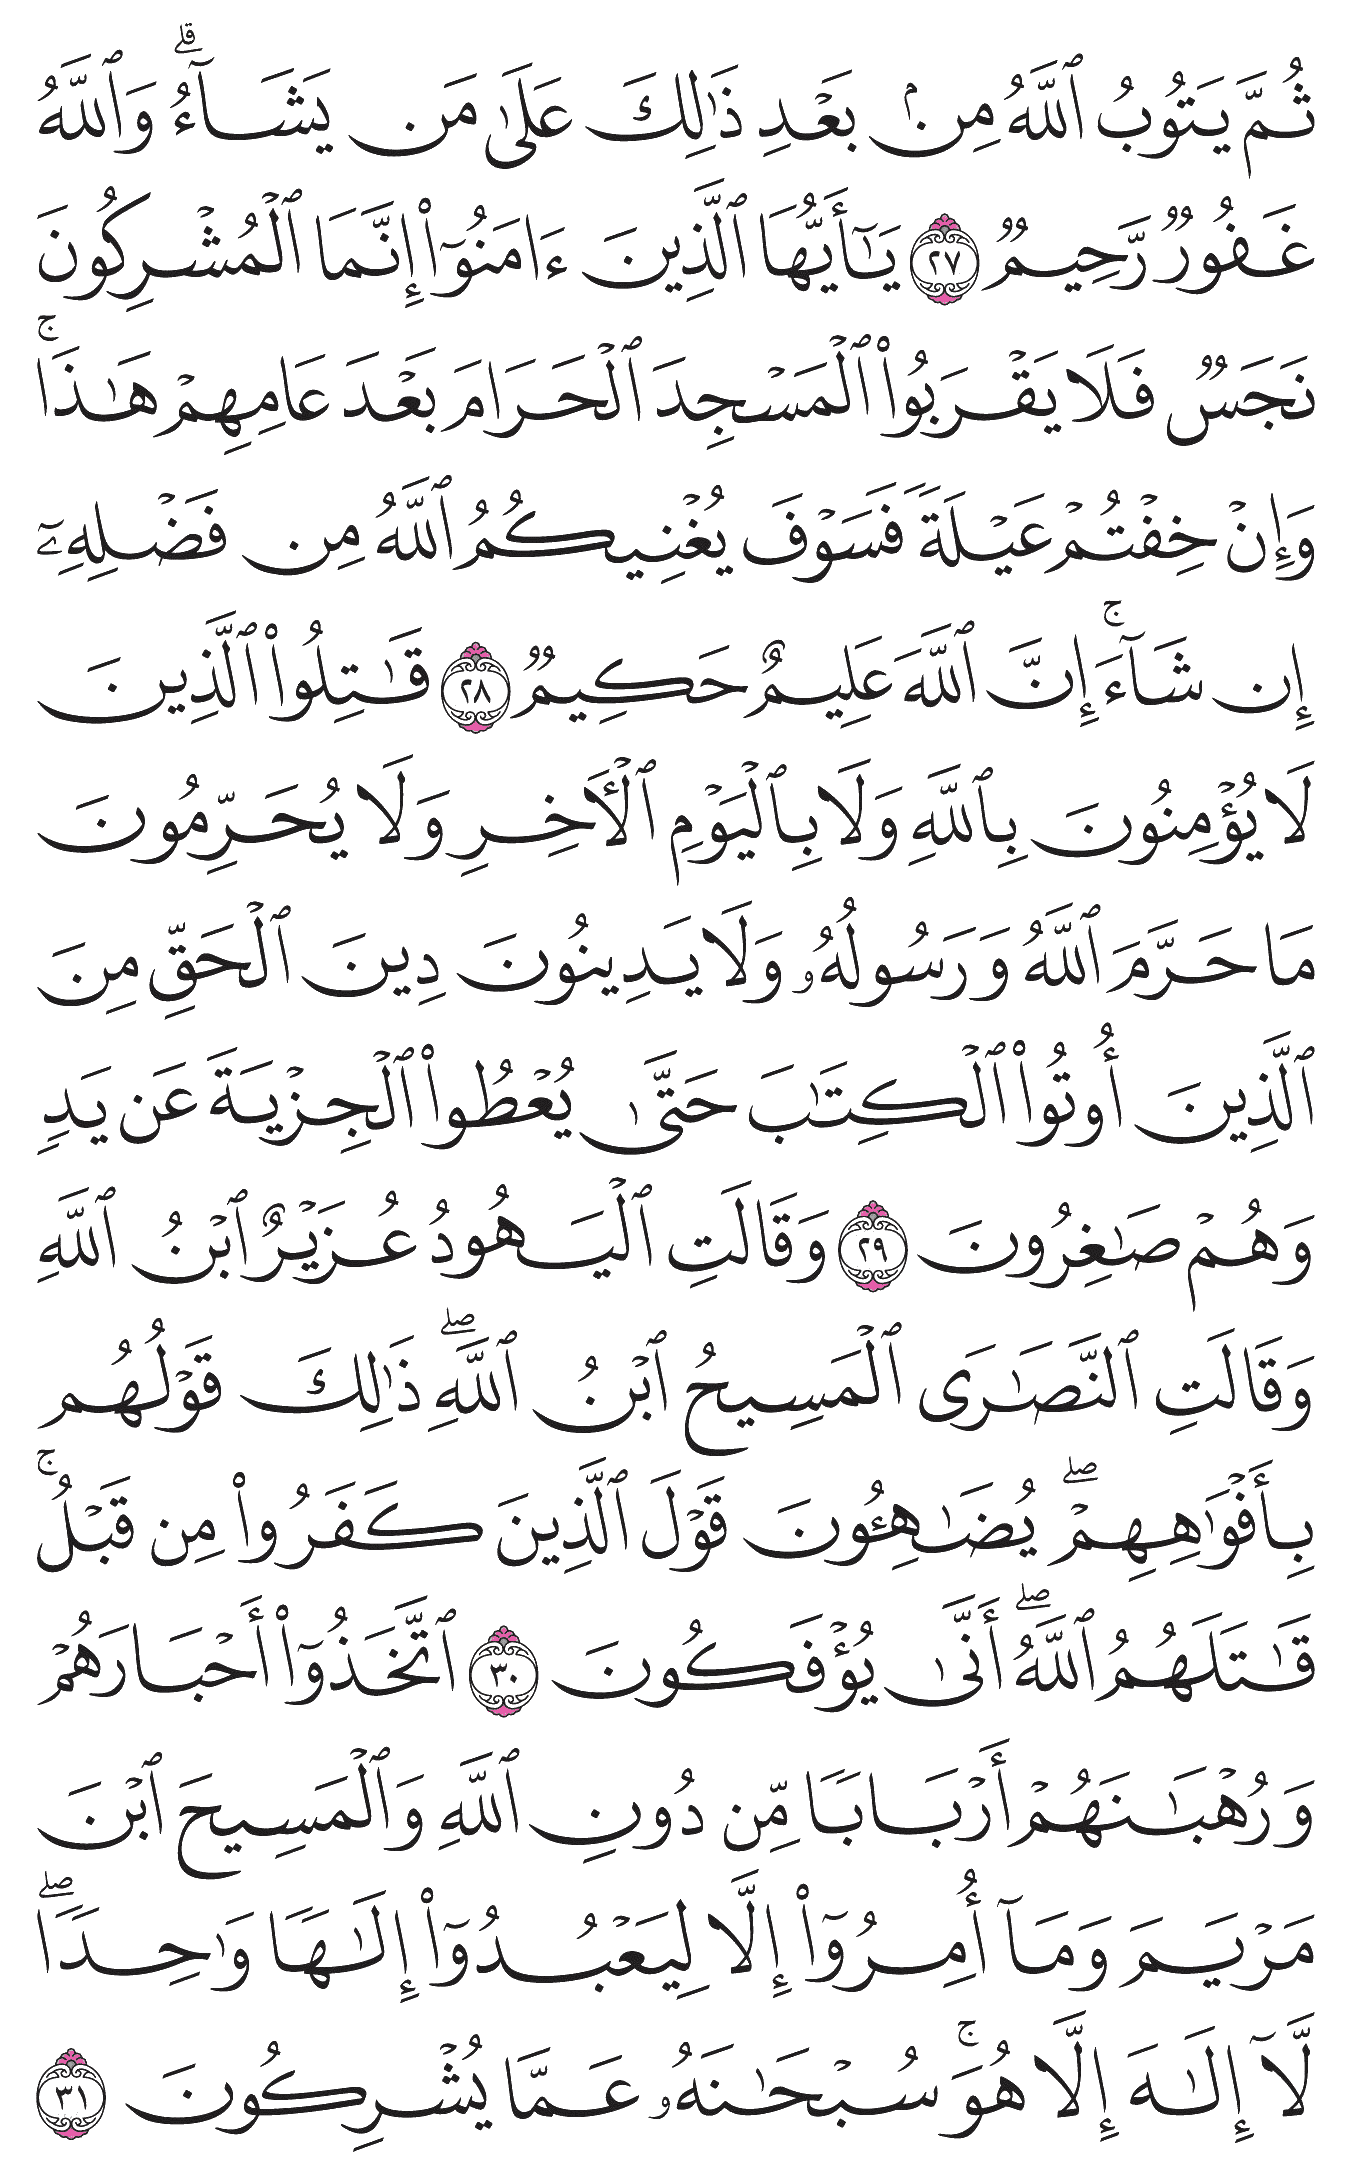 ثُمَّ يَتُوبُ ٱللَّهُ مِنۢ بَعۡدِ ذَٰلِكَ عَلَىٰ مَن يَشَآءُۗ وَٱللَّهُ
غَفُورٞ رَّحِيمٞ ٢٧ يَٰٓأَيُّهَا ٱلَّذِينَ ءَامَنُوٓاْ إِنَّمَا ٱلۡمُشۡرِكُونَ
نَجَسٞ فَلَا يَقۡرَبُواْ ٱلۡمَسۡجِدَ ٱلۡحَرَامَ بَعۡدَ عَامِهِمۡ هَٰذَاۚ
وَإِنۡ خِفۡتُمۡ عَيۡلَةٗ فَسَوۡفَ يُغۡنِيكُمُ ٱللَّهُ مِن فَضۡلِهِۦٓ
إِن شَآءَۚ إِنَّ ٱللَّهَ عَلِيمٌ حَكِيمٞ ٢٨ قَٰتِلُواْ ٱلَّذِينَ
لَا يُؤۡمِنُونَ بِٱللَّهِ وَلَا بِٱلۡيَوۡمِ ٱلۡأٓخِرِ وَلَا يُحَرِّمُونَ
مَا حَرَّمَ ٱللَّهُ وَرَسُولُهُۥ وَلَا يَدِينُونَ دِينَ ٱلۡحَقِّ مِنَ
ٱلَّذِينَ أُوتُواْ ٱلۡكِتَٰبَ حَتَّىٰ يُعۡطُواْ ٱلۡجِزۡيَةَ عَن يَدٖ
وَهُمۡ صَٰغِرُونَ ٢٩ وَقَالَتِ ٱلۡيَهُودُ عُزَيۡرٌ ٱبۡنُ ٱللَّهِ
وَقَالَتِ ٱلنَّصَٰرَى ٱلۡمَسِيحُ ٱبۡنُ ٱللَّهِۖ ذَٰلِكَ قَوۡلُهُم
بِأَفۡوَٰهِهِمۡۖ يُضَٰهِـُٔونَ قَوۡلَ ٱلَّذِينَ كَفَرُواْ مِن قَبۡلُۚ
قَٰتَلَهُمُ ٱللَّهُۖ أَنَّىٰ يُؤۡفَكُونَ ٣٠ ٱتَّخَذُوٓاْ أَحۡبَارَهُمۡ
وَرُهۡبَٰنَهُمۡ أَرۡبَابٗا مِّن دُونِ ٱللَّهِ وَٱلۡمَسِيحَ ٱبۡنَ
مَرۡيَمَ وَمَآ أُمِرُوٓاْ إِلَّا لِيَعۡبُدُوٓاْ إِلَٰهٗا وَٰحِدٗاۖ
لَّآ إِلَٰهَ إِلَّا هُوَۚ سُبۡحَٰنَهُۥ عَمَّا يُشۡرِكُونَ ٣١